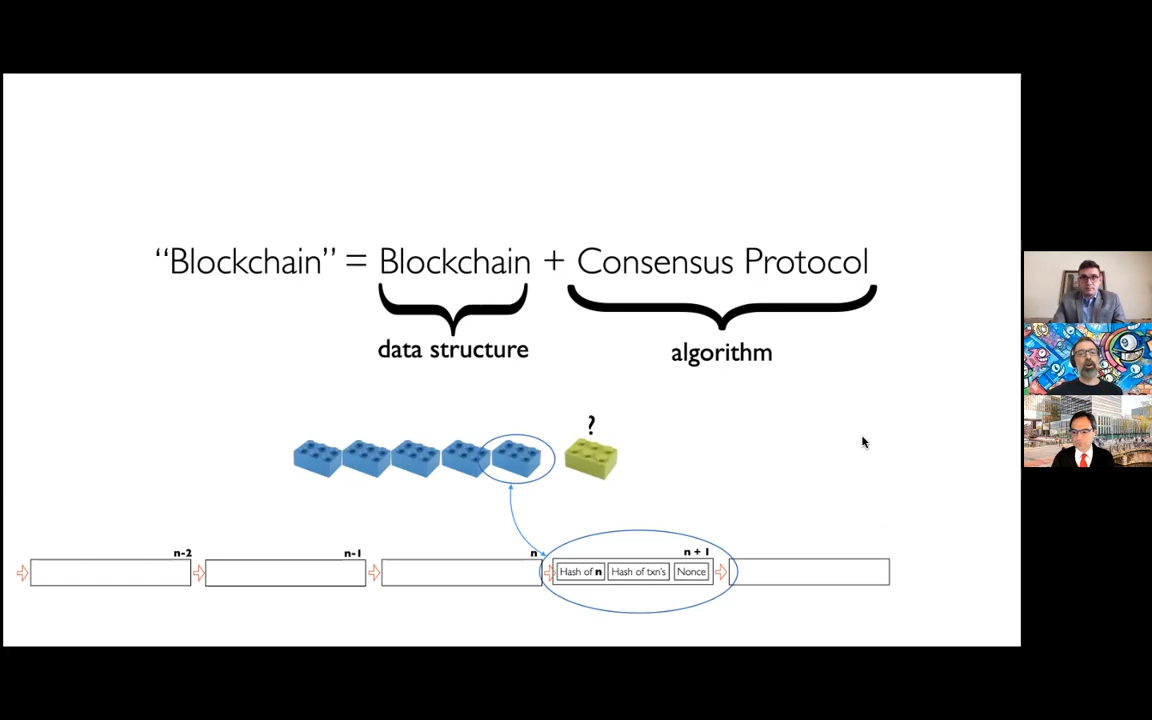 “Blockchain” = Blockchain + Consensus Protocol
data structure
algorithm
?
n-2
n-1
n
n + 1
Hash of n
Hash of txn's
Nonce